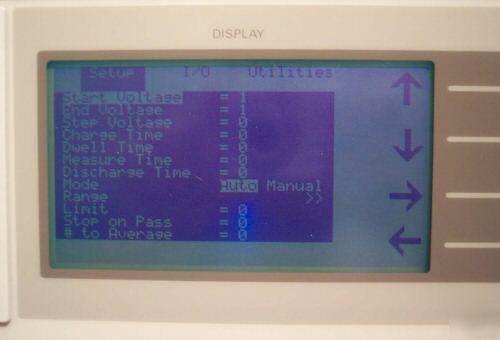 DISPLAY
Setup I/O Utilities
Start Voltage = 1
End Voltage = 1
Step Voltage = 0
Charge Time = 0
Dwell Time = 0
Measure Time = 0
Discharge Time = 0
Mode Auto Manual
Range >>
Limit = 0
Stop on Pass = 0
# to Average = 0